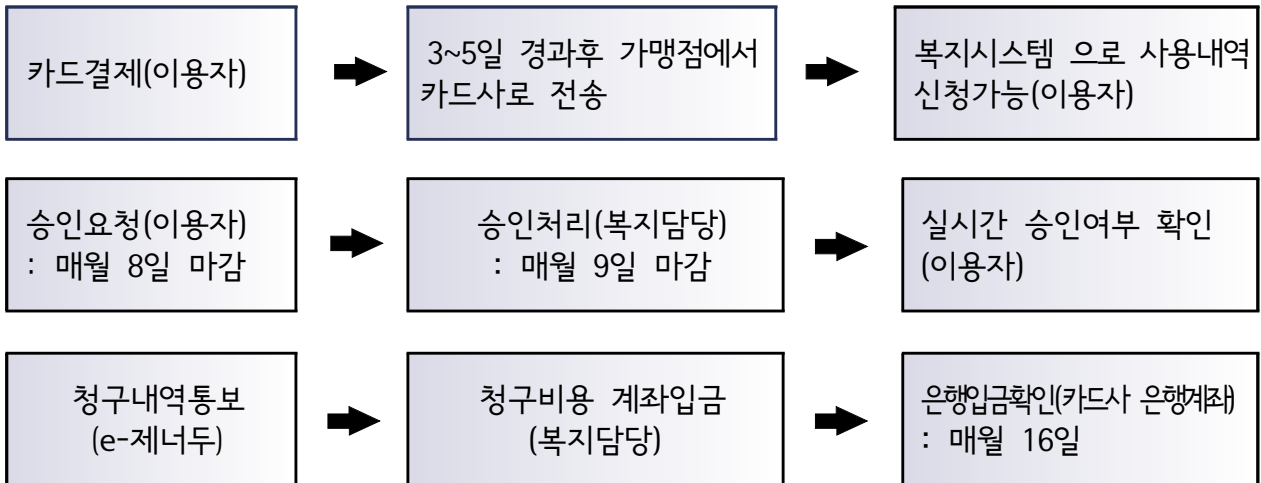 카드결제(이용자)
3~5일 경과후 가맹점에서
카드사로 전송
복지시스템 으로 사용내역
신청가능(이용자)
승인요청(이용자)
: 매월 8일 마감
승인처리(복지담당)
: 매월 9일 마감
실시간 승인여부 확인
(이용자)
청구내역통보
(e-제너두)
청구비용 계좌입금
(복지담당)
은행입금확인(카드사 은행계좌)
: 매월 16일